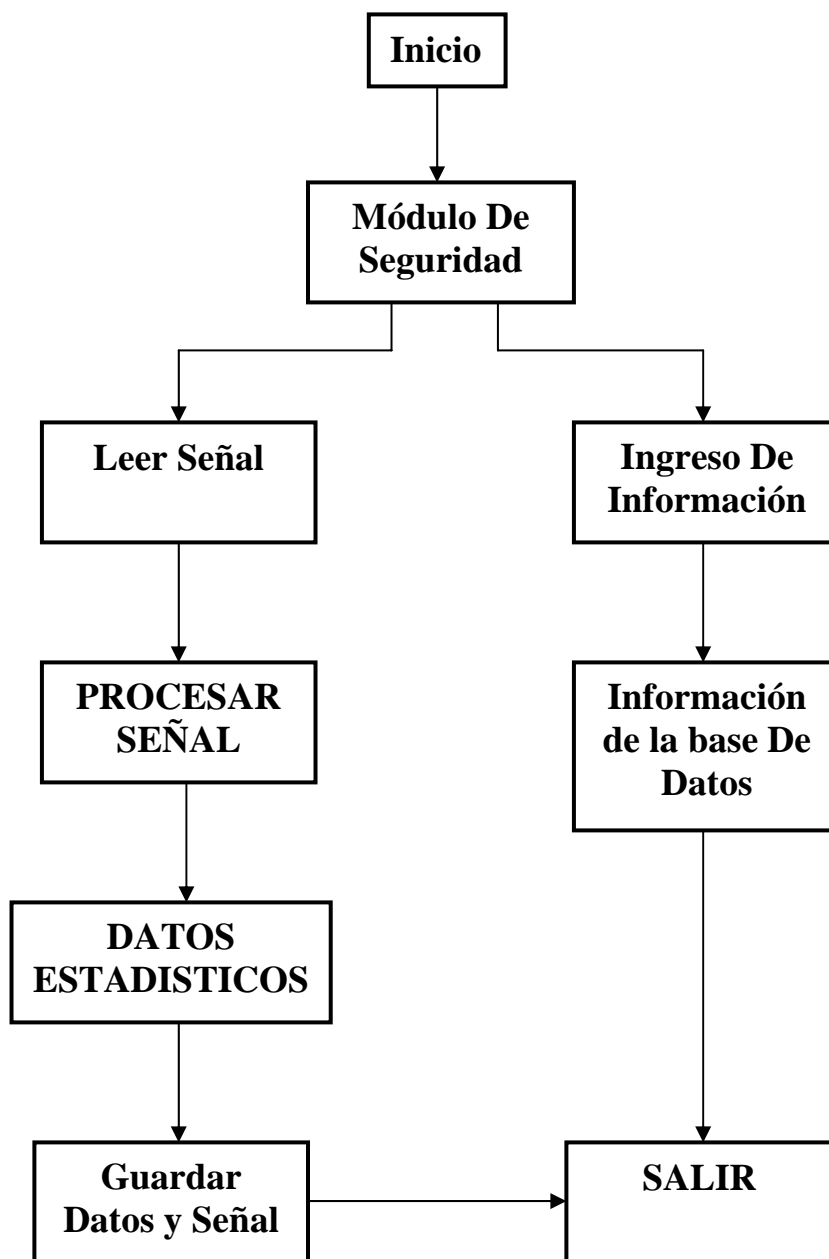 Inicio
Módulo De
Seguridad
Leer Señal
Ingreso De
Información
PROCESAR
SEÑAL
Información
de la base De
Datos
DATOS
ESTADISTICOS
Guardar
Datos y Señal
SALIR